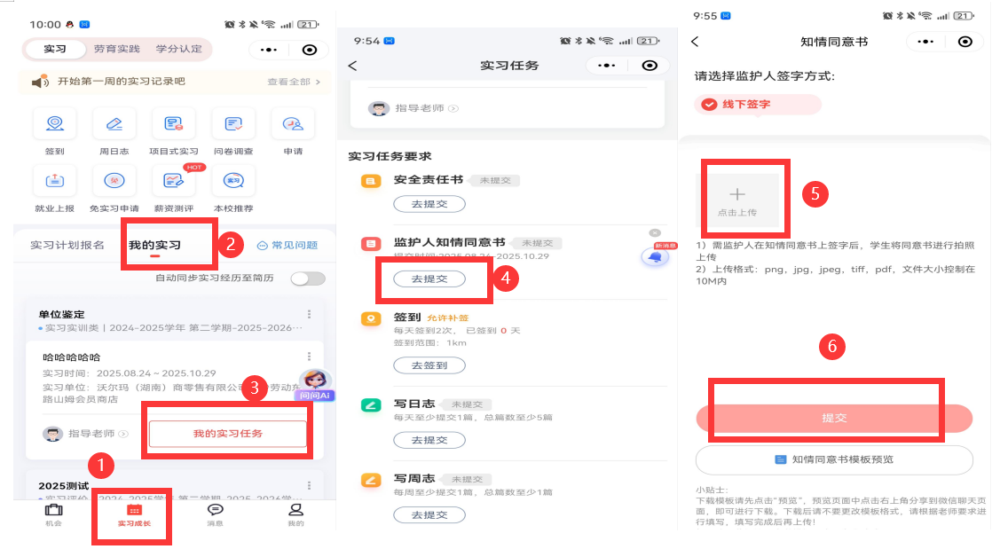 10:00
21
实习 劳育实践 学分认定
开始第一周的实习记录吧
查看全部
签到 周日志 项目式实习 问卷调查 申请
HOT
实习
就业上报 免实习申请 薪资测评 本校推荐
实习计划报名 我的实习 2 常见问题
自动同步实习经历至简历
单位鉴定
实习实训类 | 2024-2025学年 第二学期-2025-2026···
哈哈哈哈哈
实习时间: 2025.08.24 ~ 2025.10.29
实习单位: 沃尔玛（湖南）商零售有限公
劳动东
路山姆会员商店
3
问问Ai
指导老师
我的实习任务
1
2025测试
实习评价 | 2024-2025学年 第二学期-2025-2026学···
机会 实习成长 消息 我的
9:54
21
实习任务
指导老师
实习任务要求
安全责任书 未提交
去提交
监护人知情同意书 未提交
提交时间:2025.08.24-2025.10.29
新消息
去提交
4
签到 允许补签
每天签到2次， 已签到 0 天
签到范围: 1km
去签到
写日志 未提交
每天至少提交1篇，总篇数至少5篇
去提交
写周志 未提交
每周至少提交1篇，总篇数至少1篇
去提交
9:55
21
知情同意书
请选择监护人签字方式:
线下签字
点击上传
5
1）需监护人在知情同意书上签字后，学生将同意书进行拍照
上传
2）上传格式: png，jpg，jpeg，tiff，pdf，文件大小控制在
10M内
6
提交
知情同意书模板预览
小贴士:
下载模板请先点击“预览”，预览页面中点击右上角分享到微信聊天页
面，即可进行下载。下载后请不要更改模板格式，请根据老师要求进
行填写，填写完成后再上传!